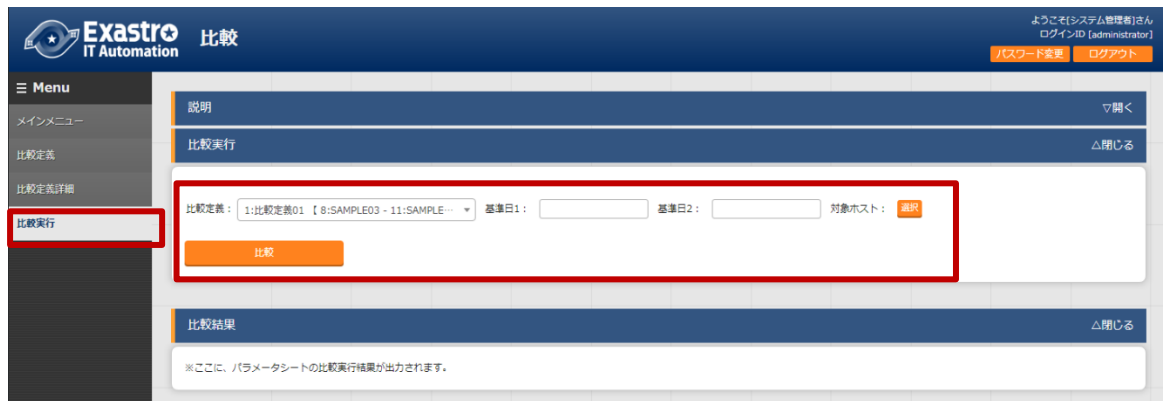 Exastro
IT Automation
比較
ようこそ[システム管理者]さん
ログインID [administrator]
パスワード変更
ログアウト
☰ Menu
メインメニュー
比較定義
比較定義詳細
比較実行
説明
▽開く
比較実行
△閉じる
比較定義: 1:比較定義01 【 8:SAMPLE03 - 11:SAMPLE… 基準日1: 基準日2: 対象ホスト: 選択
比較
比較結果
△閉じる
※ここに、パラメータシートの比較実行結果が出力されます。